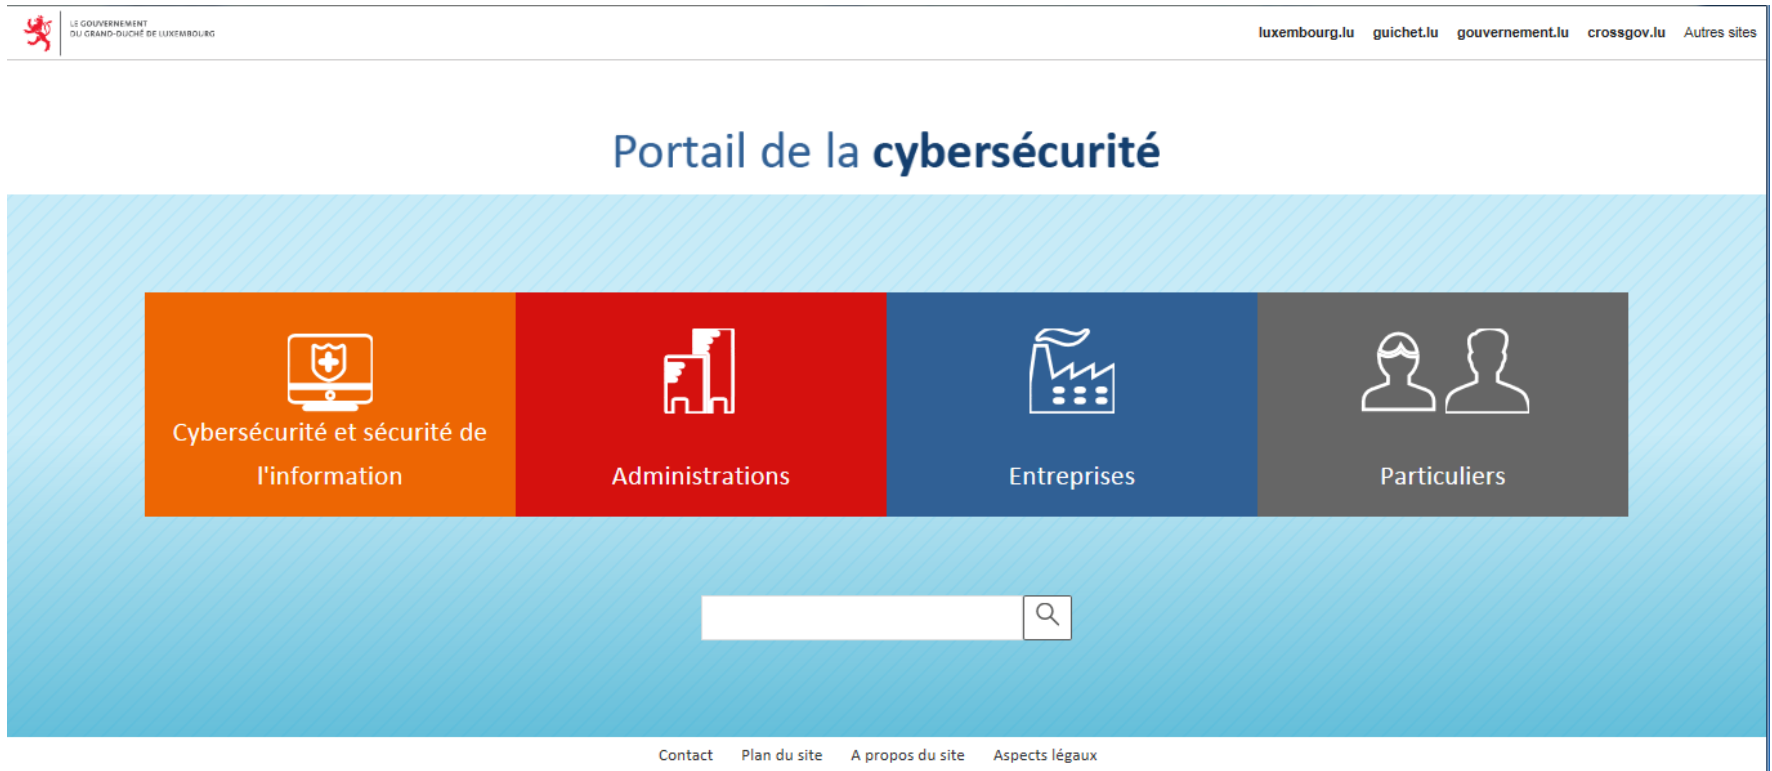 LE GOUVERNEMENT
DU GRAND-DUCHÉ DE LUXEMBOURG
luxembourg.lu guichet.lu gouvernement.lu crossgov.lu Autres sites
Portail de la cybersécurité
Cybersécurité et sécurité de
l'information
Administrations
Entreprises
Particuliers
Contact Plan du site A propos du site Aspects légaux